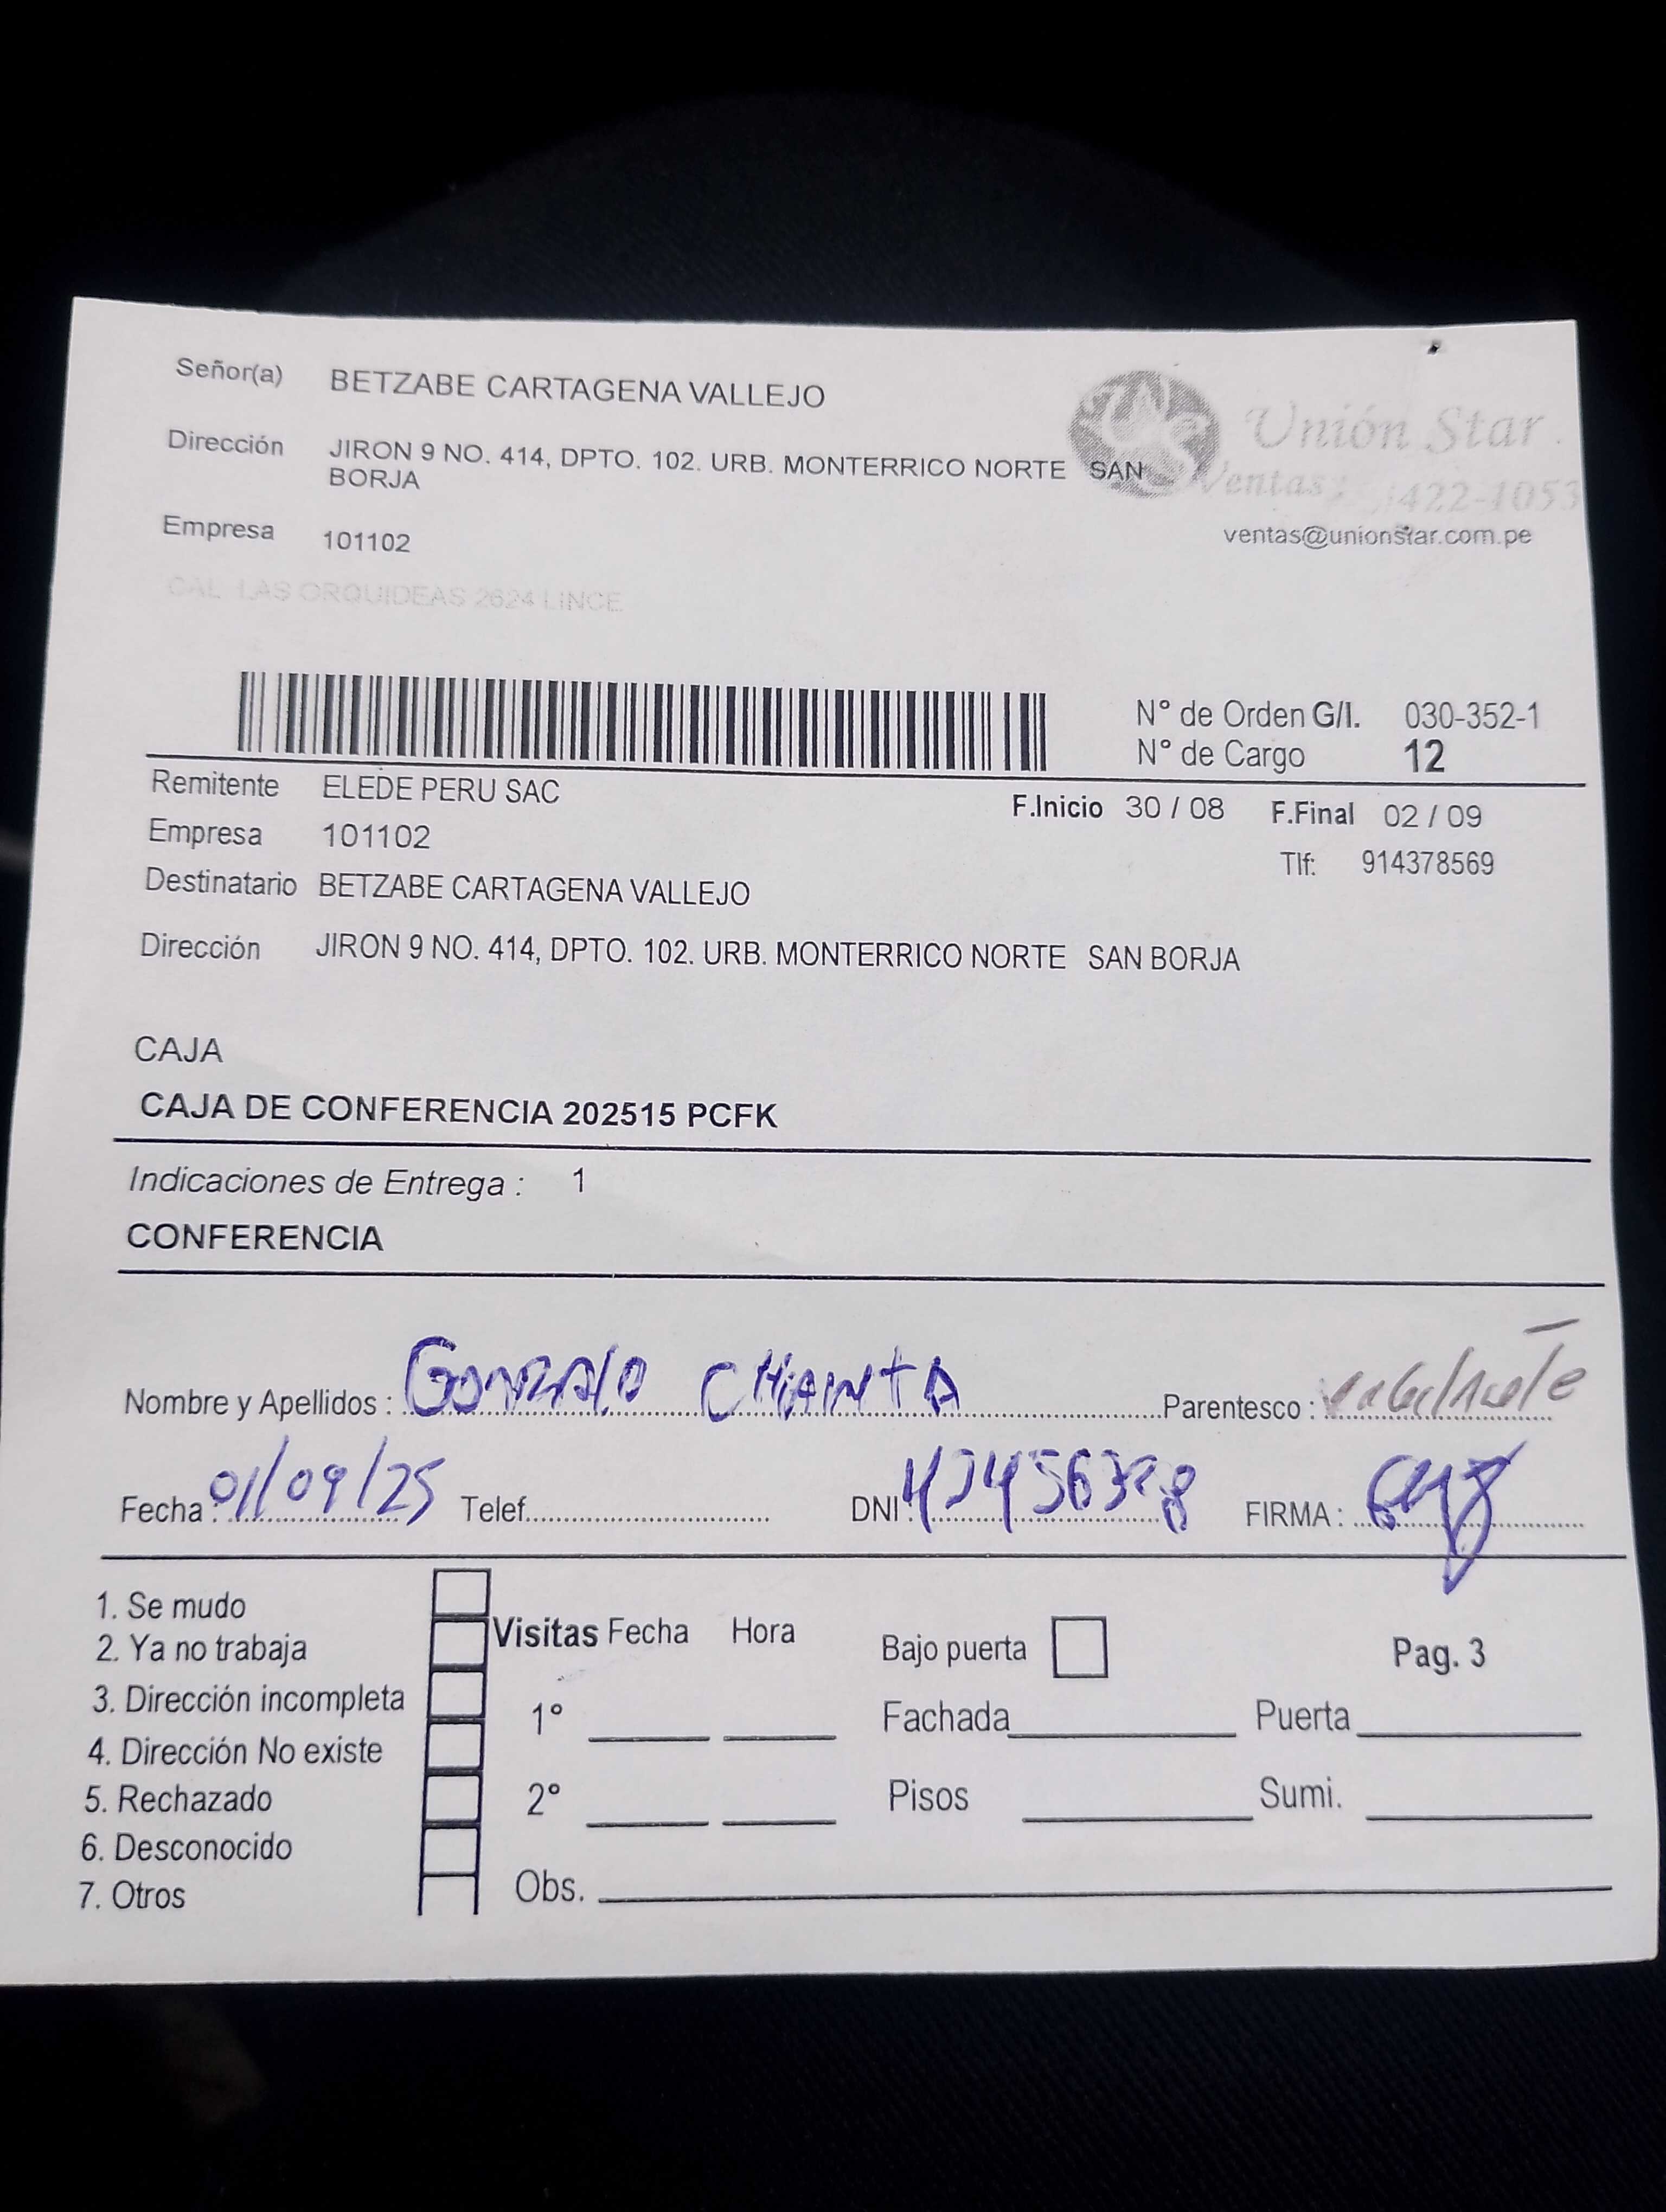 Señor(a) BETZABE CARTAGENA VALLEJO
Unión Star
Dirección JIRON 9 NO. 414, DPTO. 102. URB. MONTERRICO NORTE SAN
BORJA
Ventas: 422-1053
ventas@unionstar.com.pe
Empresa 101102
CAL LAS ORQUIDEAS 2624 LINCE
N° de Orden G/I. 030-352-1
N° de Cargo 12
Remitente ELEDE PERU SAC
F.Inicio 30 / 08 F.Final 02 / 09
Empresa 101102
Tlf: 914378569
Destinatario BETZABE CARTAGENA VALLEJO
Dirección JIRON 9 NO. 414, DPTO. 102. URB. MONTERRICO NORTE SAN BORJA
CAJA
CAJA DE CONFERENCIA 202515 PCFK
Indicaciones de Entrega : 1
CONFERENCIA
Nombre y Apellidos : GONZALO CHIANTA Parentesco :
Fecha : 01/09/25 Telef. DNI: FIRMA :
1. Se mudo
2. Ya no trabaja
3. Dirección incompleta
4. Dirección No existe
5. Rechazado
6. Desconocido
7. Otros
Visitas Fecha Hora
1°
2°
Obs.
Bajo puerta
Pag. 3
Fachada Puerta
Pisos Sumi.